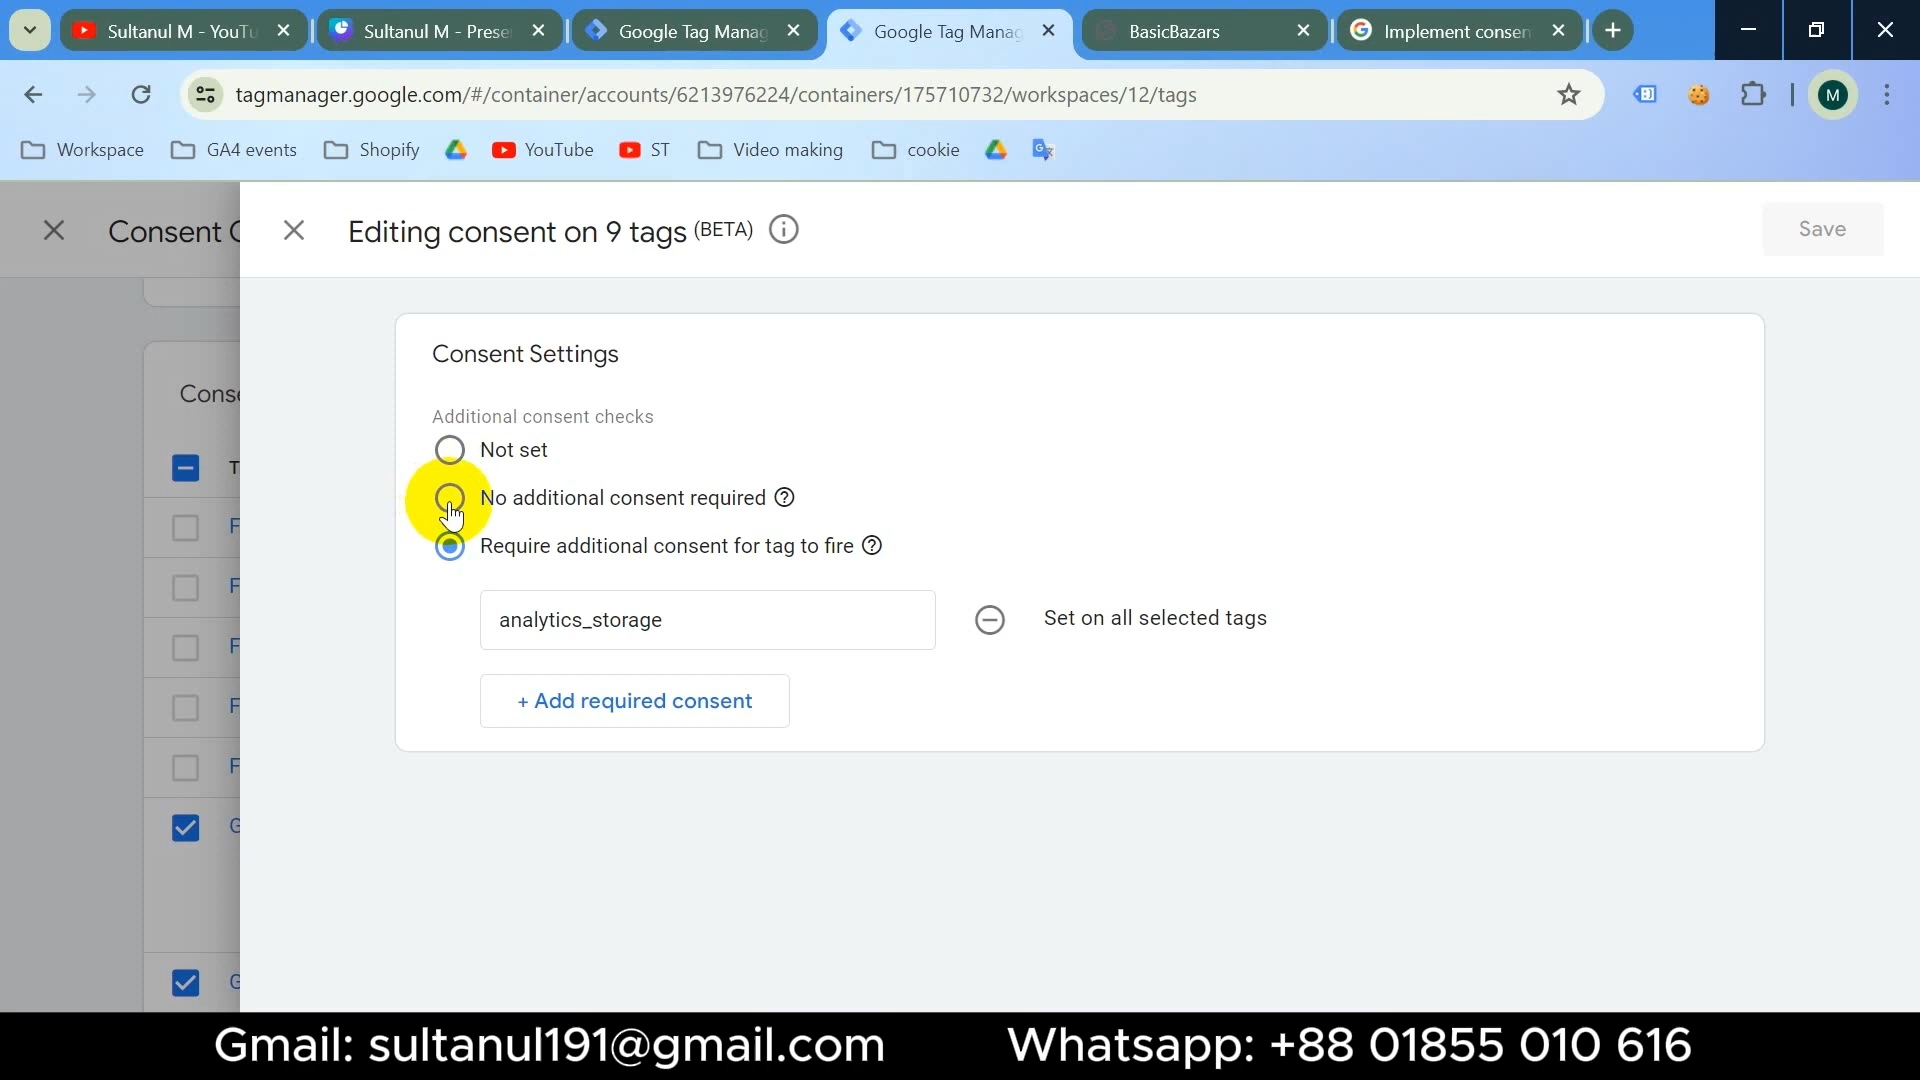 Sultanul M - YouTu
Sultanul M - Prese
Google Tag Manag
Google Tag Manag
BasicBazars
Implement consen
tagmanager.google.com/#/container/accounts/6213976224/containers/175710732/workspaces/12/tags
M
Workspace
GA4 events
Shopify
YouTube
ST
Video making
cookie
Consent C
Editing consent on 9 tags (BETA)
Save
Consent Settings
Conse
Additional consent checks
Not set
T
No additional consent required
F
Require additional consent for tag to fire
F
analytics_storage
Set on all selected tags
F
+ Add required consent
F
F
G
G
Gmail: sultanul191@gmail.com
Whatsapp: +88 01855 010 616